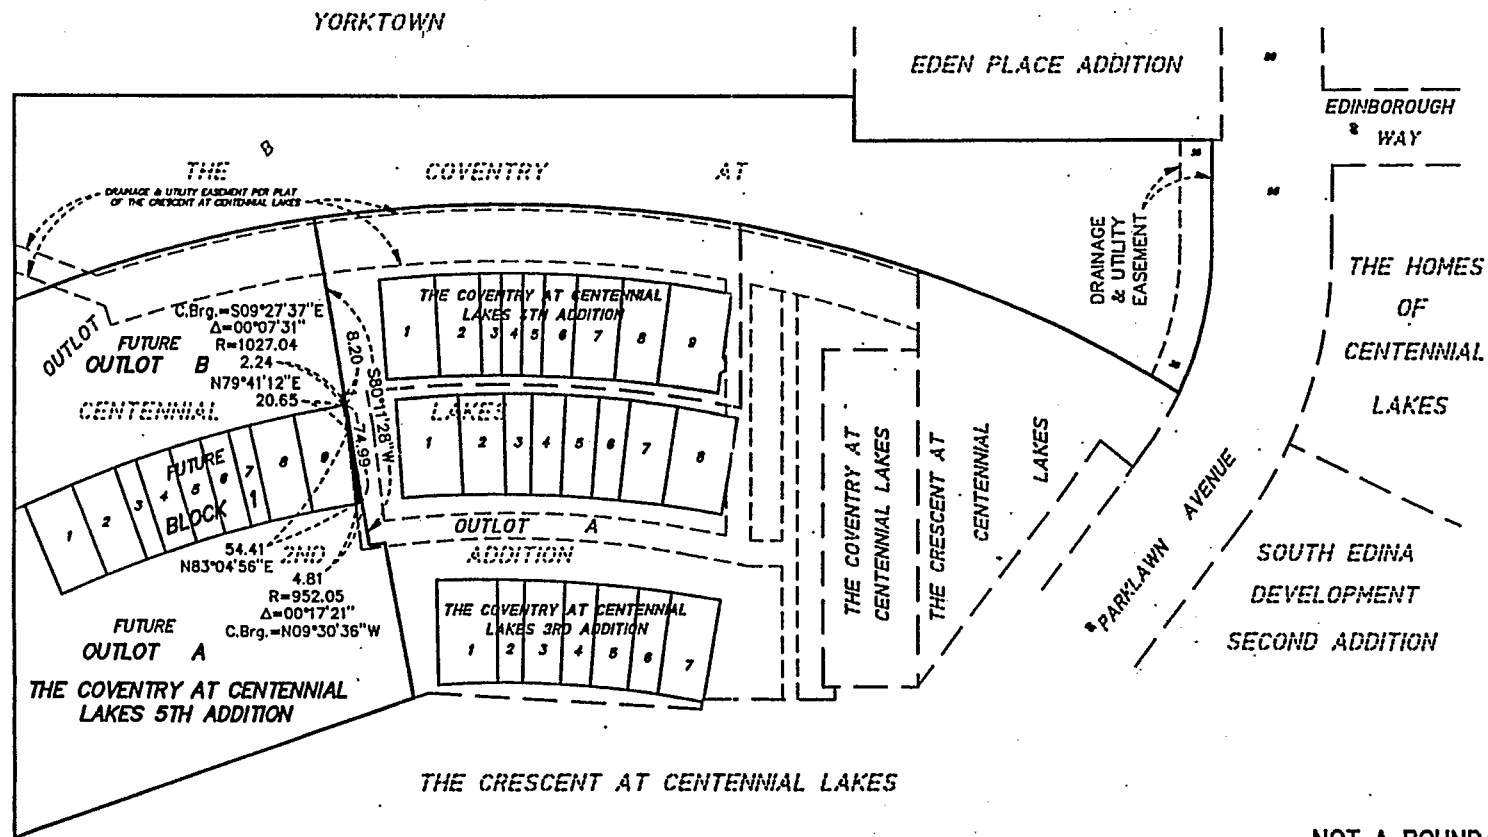 YORKTOWN
EDEN PLACE ADDITION
EDINBOROUGH
WAY
THE
B
COVENTRY
AT
DRAINAGE & UTILITY EASEMENT PER PLAT
OF THE CRESCENT AT CENTENNIAL LAKES
DRAINAGE
& UTILITY
EASEMENT
THE HOMES
OF
CENTENNIAL
LAKES
OUTLOT
C.Brg.=S09°27'37"E
Δ=00°07'31"
R=1027.04
2.24
N79°41'12"E
20.65
FUTURE
OUTLOT B
CENTENNIAL
8.20
S80°11'28"W
74.99
THE COVENTRY AT CENTENNIAL
LAKES 4TH ADDITION
1 2 3 4 5 6 7 8 9
LAKES
1 2 3 4 5 6 7 8
FUTURE
BLOCK 1
1 2 3 4 5 6 7 8 9
OUTLOT A
54.41
N83°04'56"E
2ND
ADDITION
4.81
R=952.05
Δ=00°17'21"
C.Brg.=N09°30'36"W
THE COVENTRY AT CENTENNIAL
LAKES 3RD ADDITION
1 2 3 4 5 6 7
THE COVENTRY AT
CENTENNIAL LAKES
THE CRESCENT AT
CENTENNIAL
LAKES
PARKLAWN AVENUE
SOUTH EDINA
DEVELOPMENT
SECOND ADDITION
FUTURE
OUTLOT A
THE COVENTRY AT CENTENNIAL
LAKES 5TH ADDITION
THE CRESCENT AT CENTENNIAL LAKES